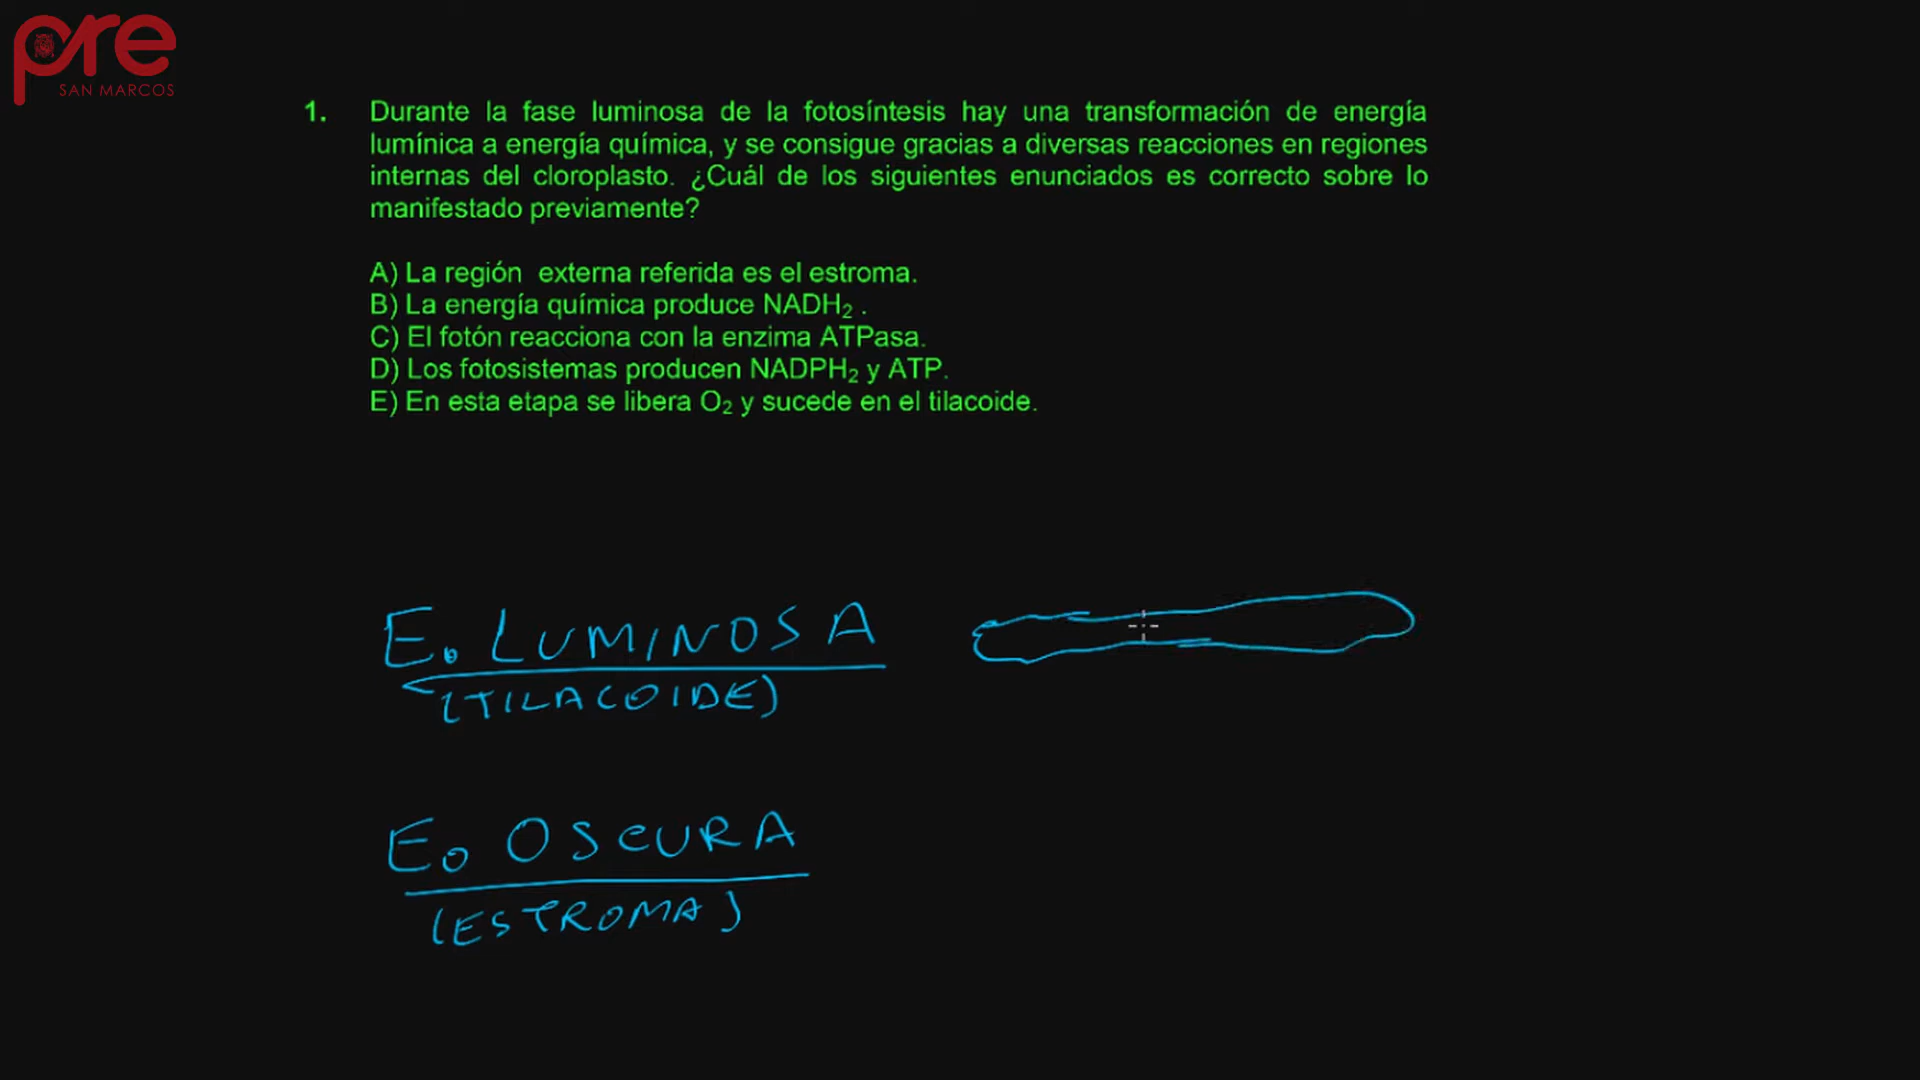 pre
SAN MARCOS
1. Durante la fase luminosa de la fotosíntesis hay una transformación de energía
lumínica a energía química, y se consigue gracias a diversas reacciones en regiones
internas del cloroplasto. ¿Cuál de los siguientes enunciados es correcto sobre lo
manifestado previamente?
A) La región externa referida es el estroma.
B) La energía química produce NADH₂ .
C) El fotón reacciona con la enzima ATPasa.
D) Los fotosistemas producen NADPH₂ y ATP.
E) En esta etapa se libera O₂ y sucede en el tilacoide.
E. LUMINOSA
(TILACOIDE)
E. OSCURA
(ESTROMA)